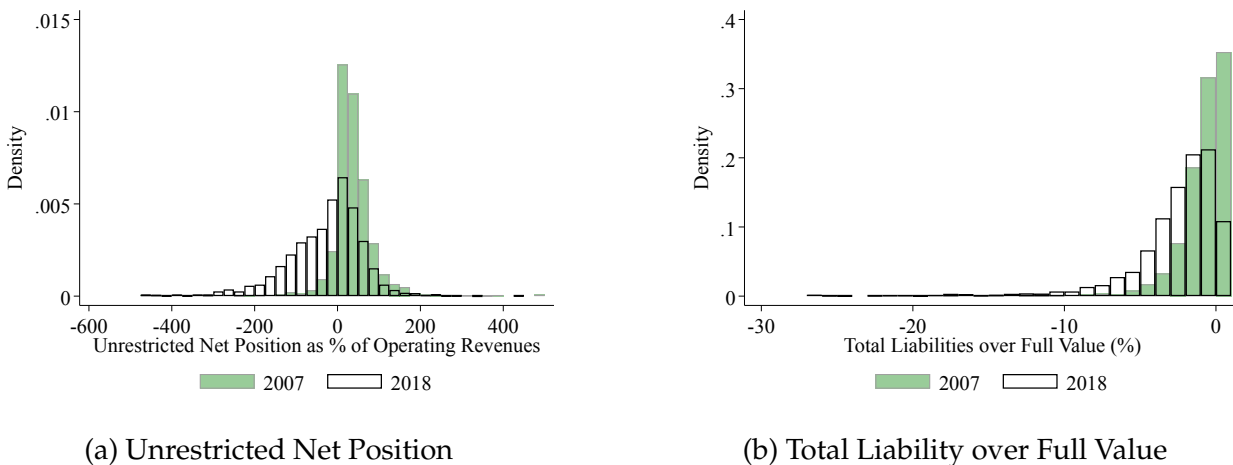 .015
.01
.005
0
Density
-600 -400 -200 0 200 400
Unrestricted Net Position as % of Operating Revenues
2007 2018
(a) Unrestricted Net Position
.4
.3
.2
.1
0
Density
-30 -20 -10 0
Total Liabilities over Full Value (%)
2007 2018
(b) Total Liability over Full Value